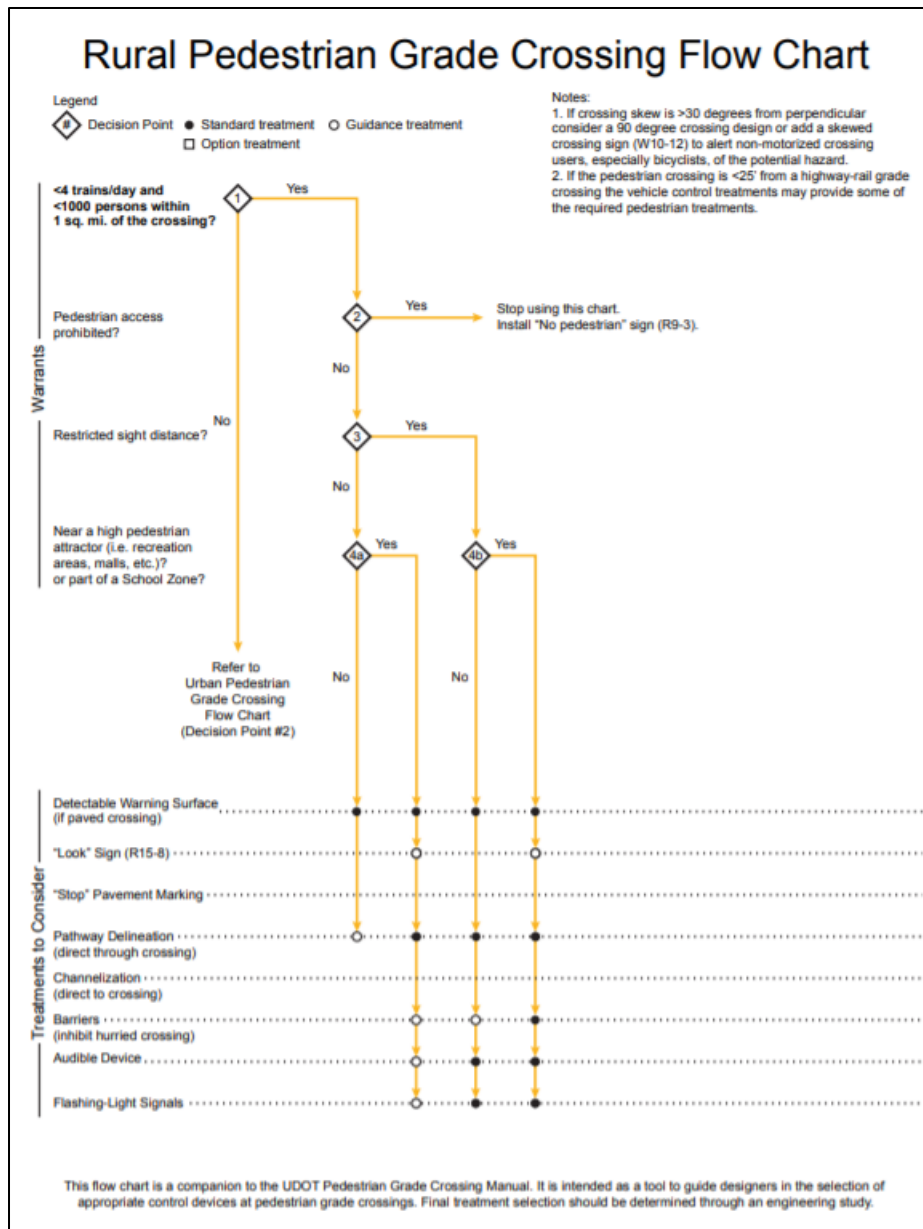 Rural Pedestrian Grade Crossing Flow Chart
Legend
# Decision Point
Standard treatment
Guidance treatment
Option treatment
Notes:
1. If crossing skew is >30 degrees from perpendicular
consider a 90 degree crossing design or add a skewed
crossing sign (W10-12) to alert non-motorized crossing
users, especially bicyclists, of the potential hazard.
2. If the pedestrian crossing is <25' from a highway-rail grade
crossing the vehicle control treatments may provide some of
the required pedestrian treatments.
Warrants
<4 trains/day and
<1000 persons within
1 sq. mi. of the crossing?
1
Yes
Pedestrian access
prohibited?
2
Yes
Stop using this chart.
Install “No pedestrian” sign (R9-3).
No
No
Restricted sight distance?
3
Yes
No
Near a high pedestrian
attractor (i.e. recreation
areas, malls, etc.)?
or part of a School Zone?
4a
Yes
4b
Yes
Refer to
Urban Pedestrian
Grade Crossing
Flow Chart
(Decision Point #2)
No
No
Treatments to Consider
Detectable Warning Surface
(if paved crossing)
“Look” Sign (R15-8)
“Stop” Pavement Marking
Pathway Delineation
(direct through crossing)
Channelization
(direct to crossing)
Barriers
(inhibit hurried crossing)
Audible Device
Flashing-Light Signals
This flow chart is a companion to the UDOT Pedestrian Grade Crossing Manual. It is intended as a tool to guide designers in the selection of
appropriate control devices at pedestrian grade crossings. Final treatment selection should be determined through an engineering study.